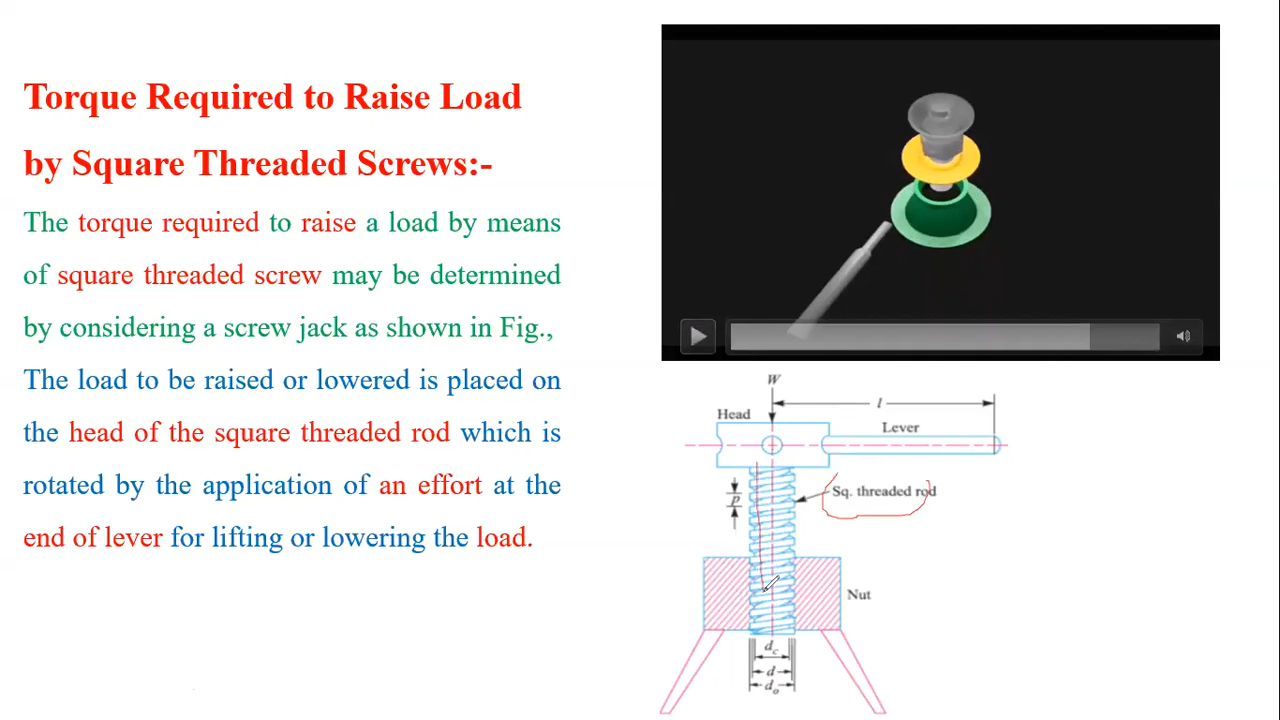 Torque Required to Raise Load
by Square Threaded Screws:-
The torque required to raise a load by means
of square threaded screw may be determined
by considering a screw jack as shown in Fig.,
The load to be raised or lowered is placed on
the head of the square threaded rod which is
rotated by the application of an effort at the
end of lever for lifting or lowering the load.
W
l
Head
Lever
p
Sq. threaded rod
Nut
dc
d
do